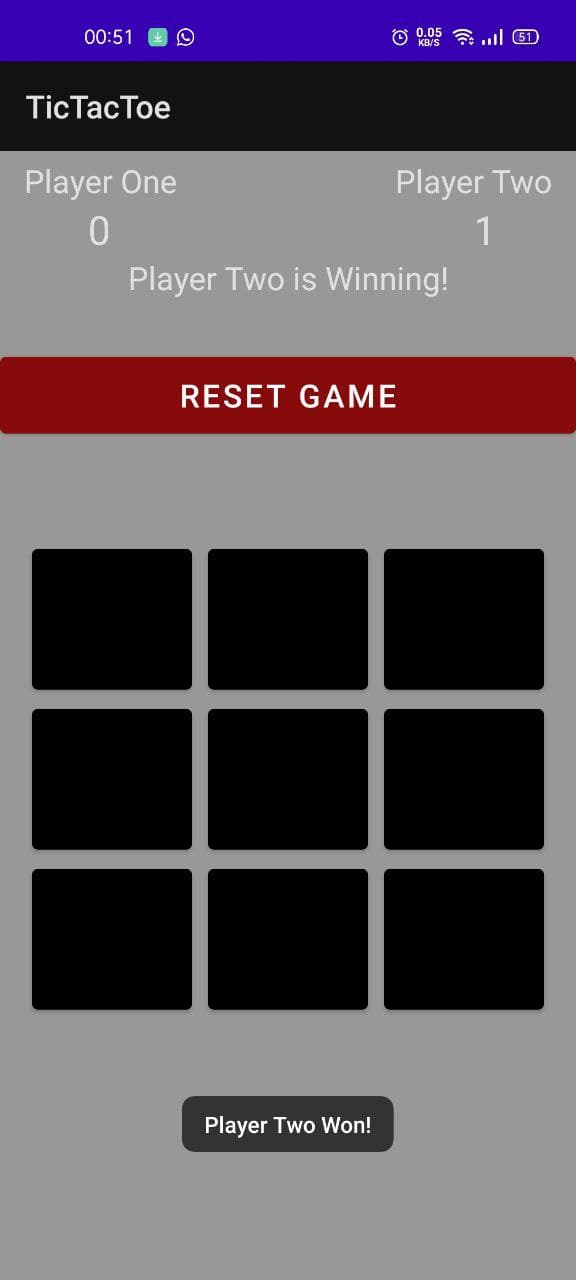 00:51 0.05 KB/S 51
TicTacToe
Player One Player Two
0 1
Player Two is Winning!
RESET GAME
Player Two Won!